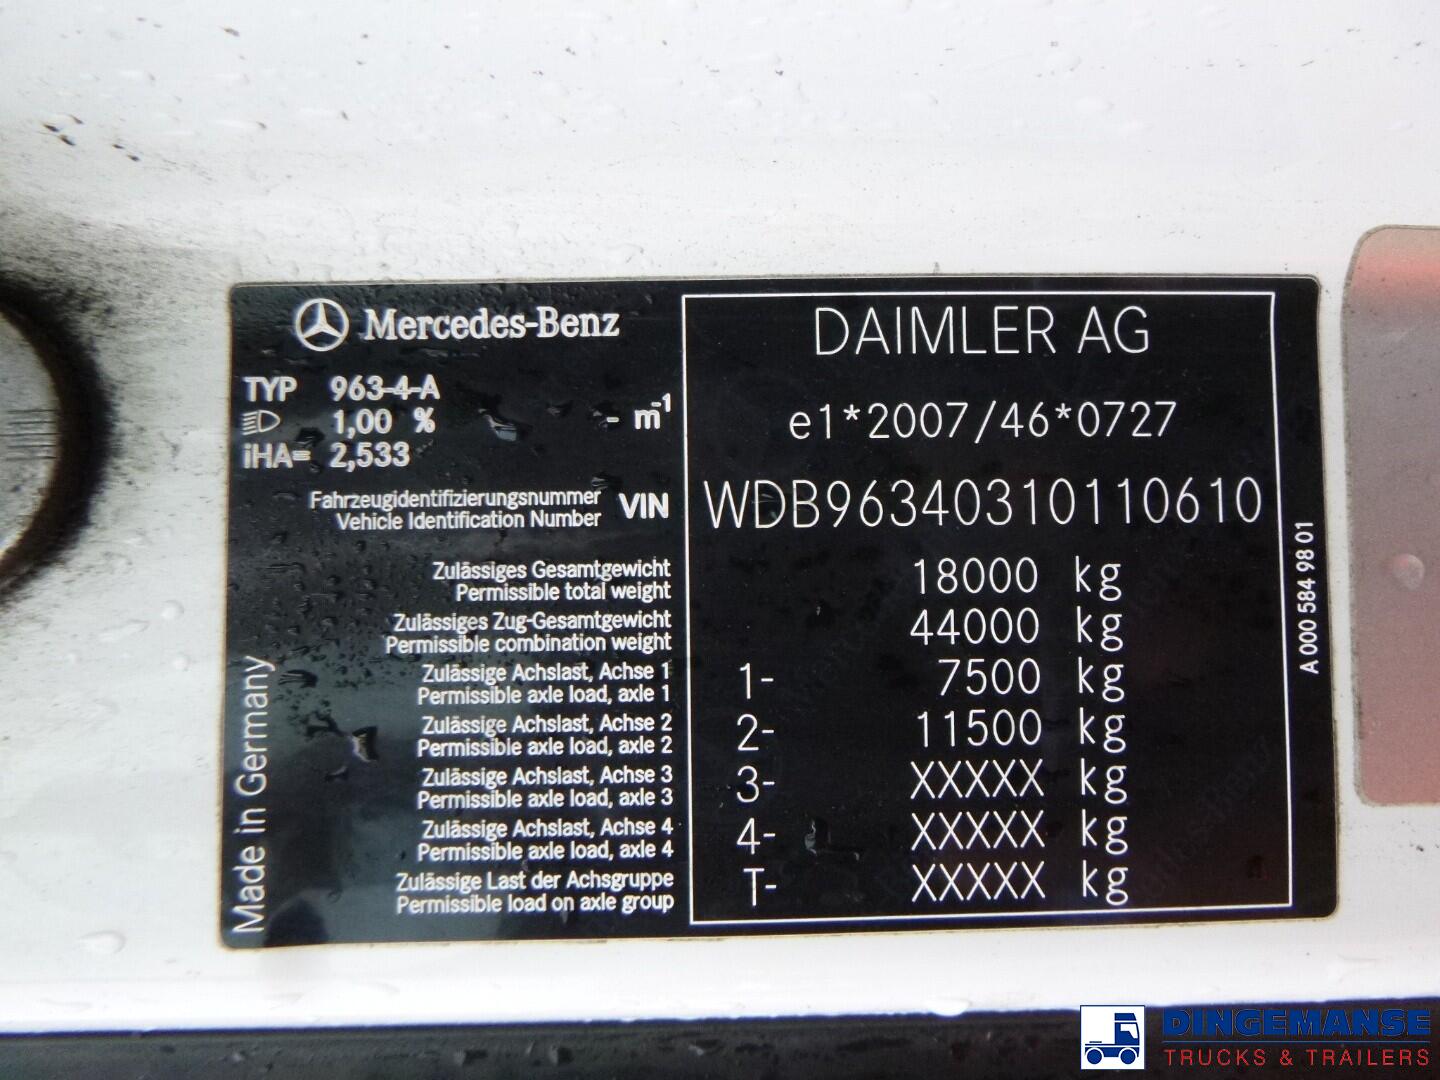 Mercedes-Benz
DAIMLER AG
TYP 963-4-A
1,00 % - m⁻¹
iHA= 2,533
e1*2007/46*0727
Fahrzeugidentifizierungsnummer
Vehicle Identification Number
VIN
WDB96340310110610
Zulässiges Gesamtgewicht
Permissible total weight
18000 kg
Zulässiges Zug-Gesamtgewicht
Permissible combination weight
44000 kg
Zulässige Achslast, Achse 1
Permissible axle load, axle 1
1- 7500 kg
Zulässige Achslast, Achse 2
Permissible axle load, axle 2
2- 11500 kg
Zulässige Achslast, Achse 3
Permissible axle load, axle 3
3- XXXXX kg
Zulässige Achslast, Achse 4
Permissible axle load, axle 4
4- XXXXX kg
Zulässige Last der Achsgruppe
Permissible load on axle group
T- XXXXX kg
Made in Germany
A 000 584 98 01
DINGEMANSE
TRUCKS & TRAILERS